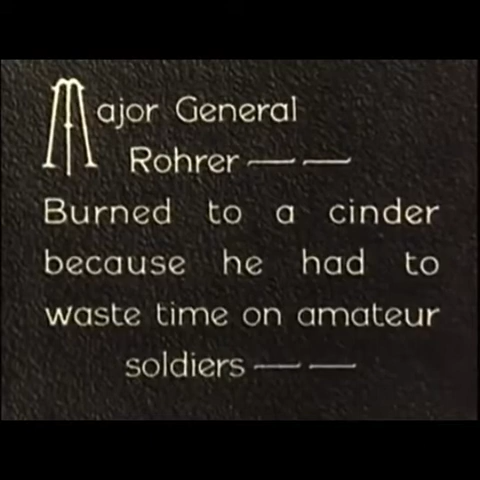 Major General
Rohrer — —
Burned to a cinder
because he had to
waste time on amateur
soldiers — —